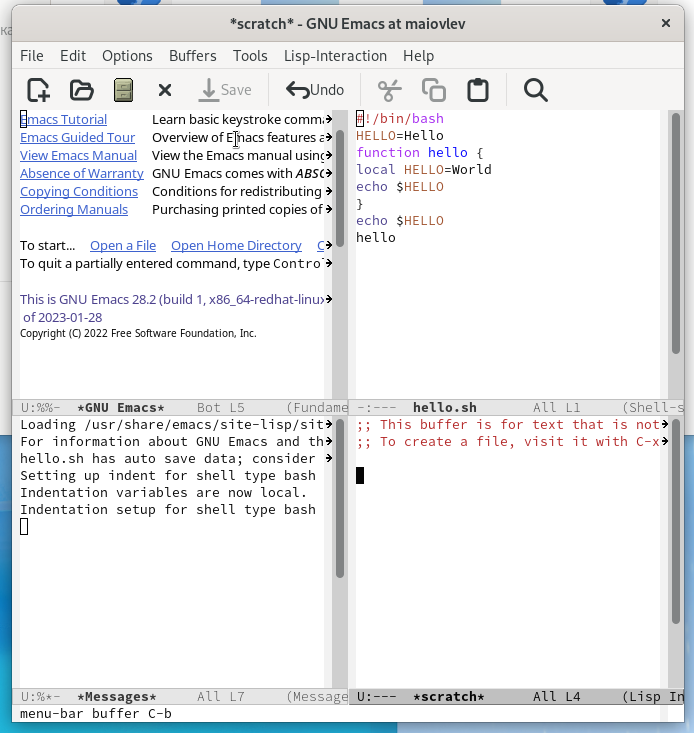 *scratch* - GNU Emacs at maiovlev
File Edit Options Buffers Tools Lisp-Interaction Help
Save Undo
Emacs Tutorial Learn basic keystroke comm
Emacs Guided Tour Overview of Emacs features a
View Emacs Manual View the Emacs manual using
Absence of Warranty GNU Emacs comes with ABSO
Copying Conditions Conditions for redistributing
Ordering Manuals Purchasing printed copies of
To start... Open a File Open Home Directory C
To quit a partially entered command, type Contro
This is GNU Emacs 28.2 (build 1, x86_64-redhat-linux
of 2023-01-28
Copyright (C) 2022 Free Software Foundation, Inc.
U:%%- *GNU Emacs* Bot L5 (Fundame
#!/bin/bash
HELLO=Hello
function hello {
local HELLO=World
echo $HELLO
}
echo $HELLO
hello
-:--- hello.sh All L1 (Shell-s
Loading /usr/share/emacs/site-lisp/sit
For information about GNU Emacs and th
hello.sh has auto save data; consider
Setting up indent for shell type bash
Indentation variables are now local.
Indentation setup for shell type bash
U:%*- *Messages* All L7 (Message
;; This buffer is for text that is not
;; To create a file, visit it with C-x
U:--- *scratch* All L4 (Lisp In
menu-bar buffer C-b